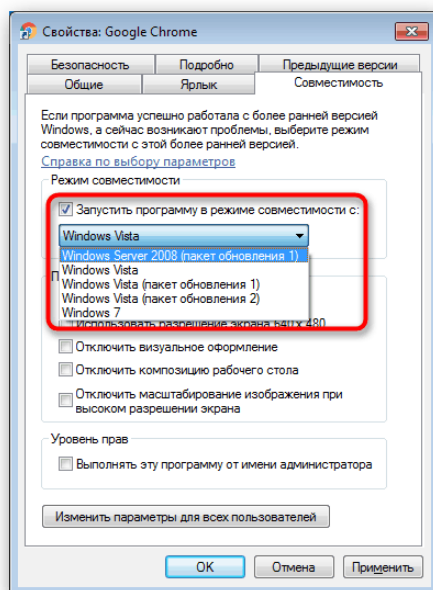 Свойства: Google Chrome
Безопасность Подробно Предыдущие версии
Общие Ярлык Совместимость
Если программа успешно работала с более ранней версией
Windows, а сейчас возникают проблемы, выберите режим
совместимости с этой более ранней версией.
Справка по выбору параметров
Режим совместимости
Запустить программу в режиме совместимости с:
Windows Vista
Windows Server 2008 (пакет обновления 1)
Windows Vista
Windows Vista (пакет обновления 1)
Windows Vista (пакет обновления 2)
Windows 7
Использовать разрешение экрана 640 x 480
Отключить визуальное оформление
Отключить композицию рабочего стола
Отключить масштабирование изображения при
высоком разрешении экрана
Уровень прав
Выполнять эту программу от имени администратора
Изменить параметры для всех пользователей
OK Отмена Применить